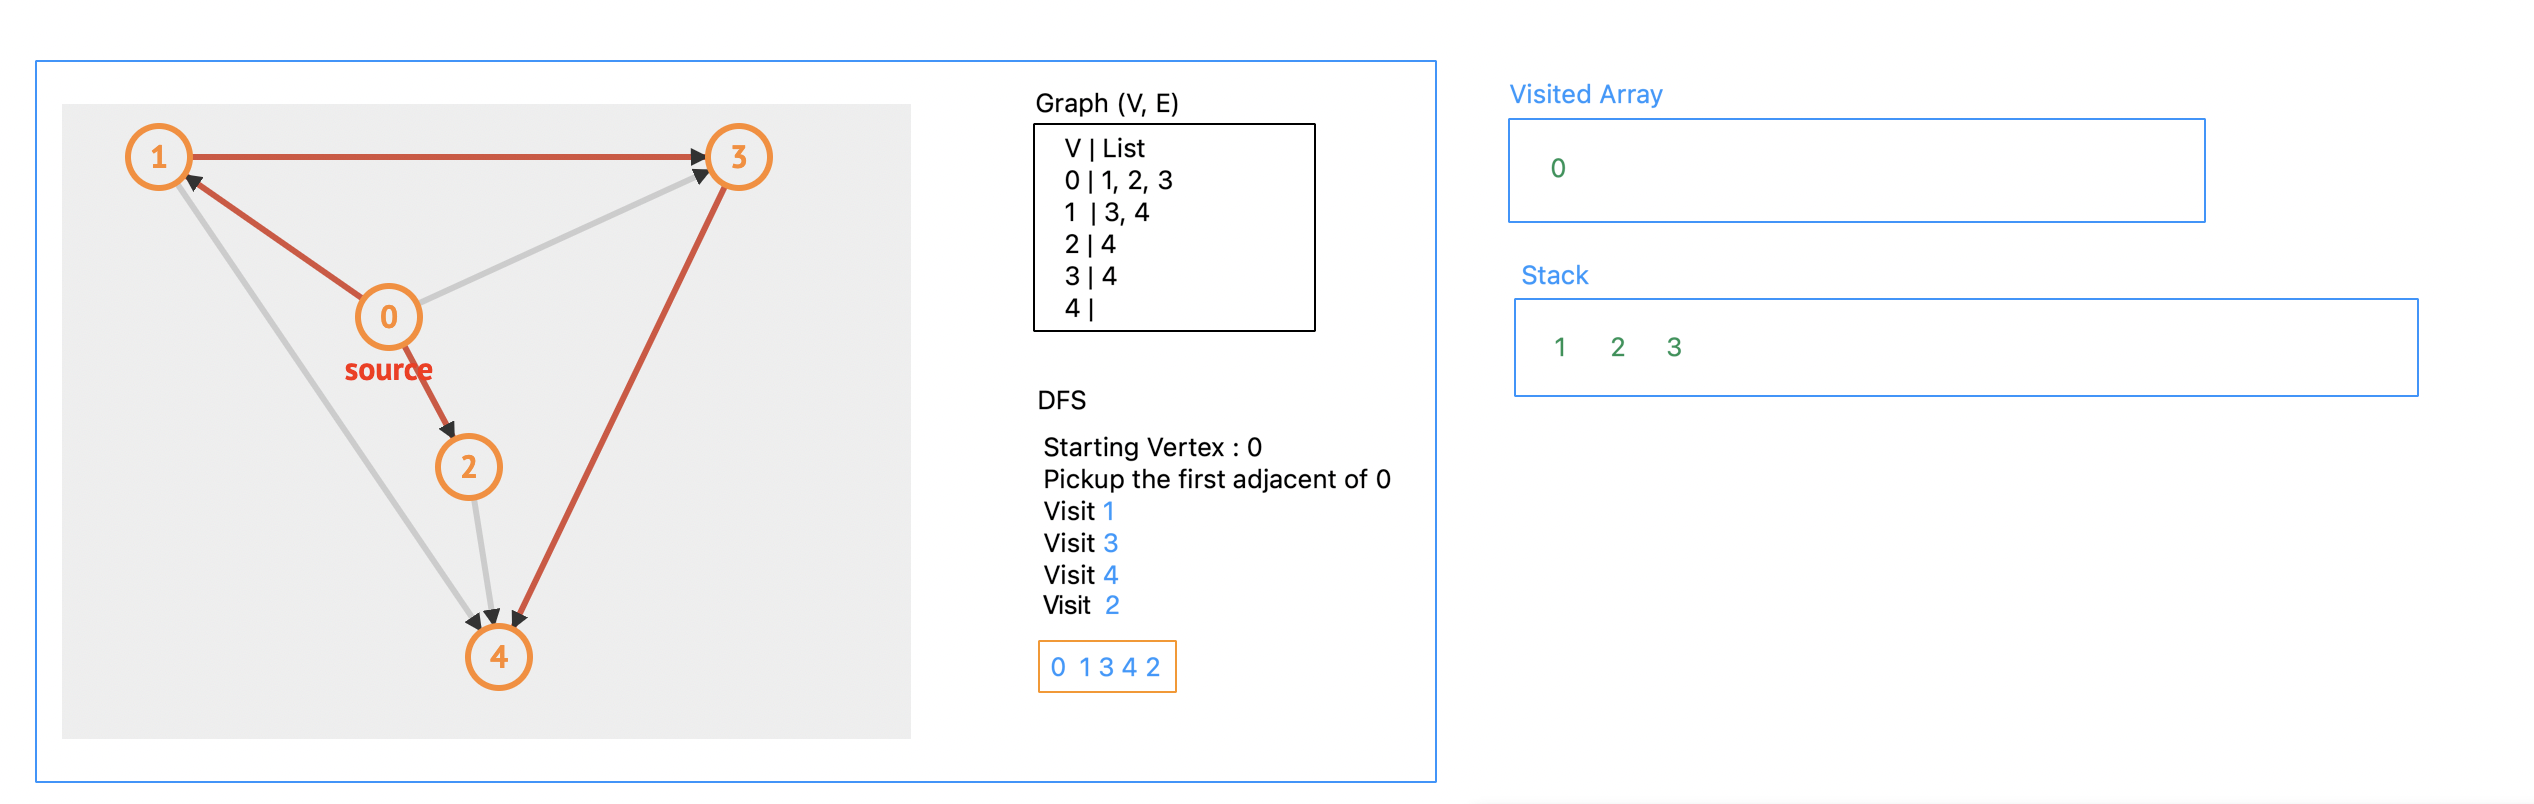 1
3
0
source
2
4
Graph (V, E)
V | List
0 | 1, 2, 3
1 | 3, 4
2 | 4
3 | 4
4 |
DFS
Starting Vertex : 0
Pickup the first adjacent of 0
Visit 1
Visit 3
Visit 4
Visit 2
0 1 3 4 2
Visited Array
0
Stack
1 2 3